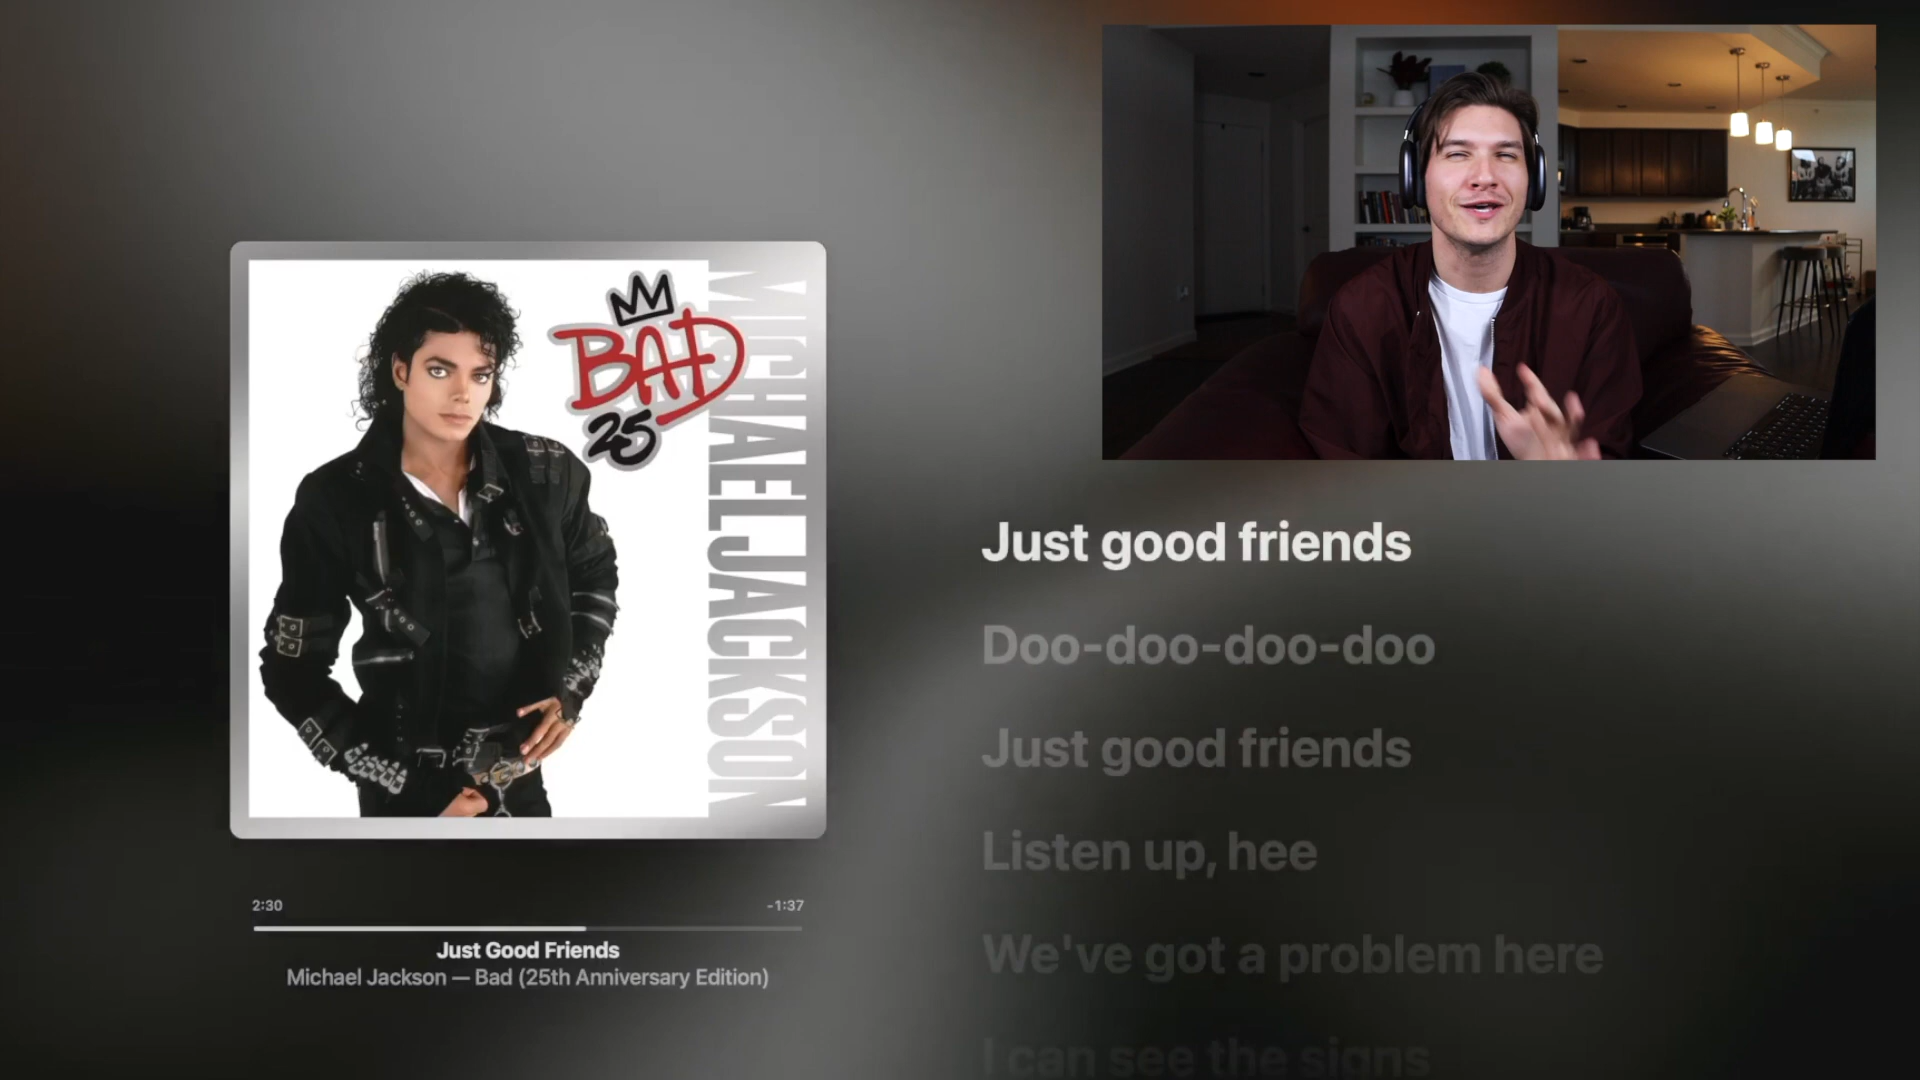 BAD
25
MICHAEL JACKSON
2:30
-1:37
Just Good Friends
Michael Jackson — Bad (25th Anniversary Edition)
Just good friends
Doo-doo-doo-doo
Just good friends
Listen up, hee
We've got a problem here
I can see the signs